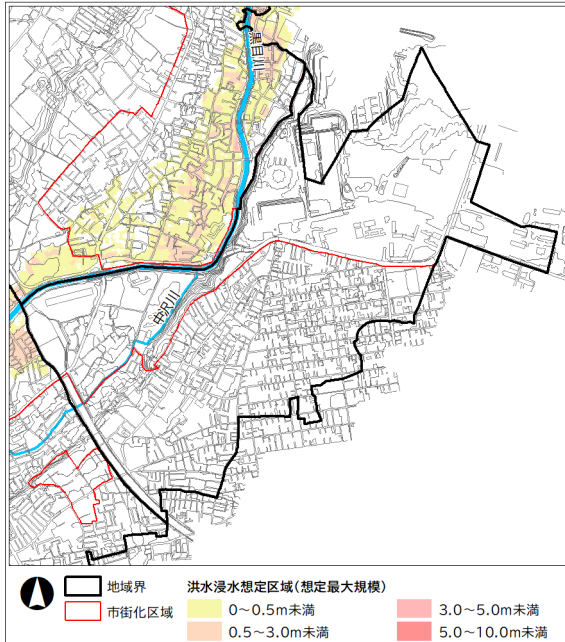 黒目川
中沢川
地域界
市街化区域
洪水浸水想定区域(想定最大規模)
0~0.5m未満
0.5~3.0m未満
3.0~5.0m未満
5.0~10.0m未満